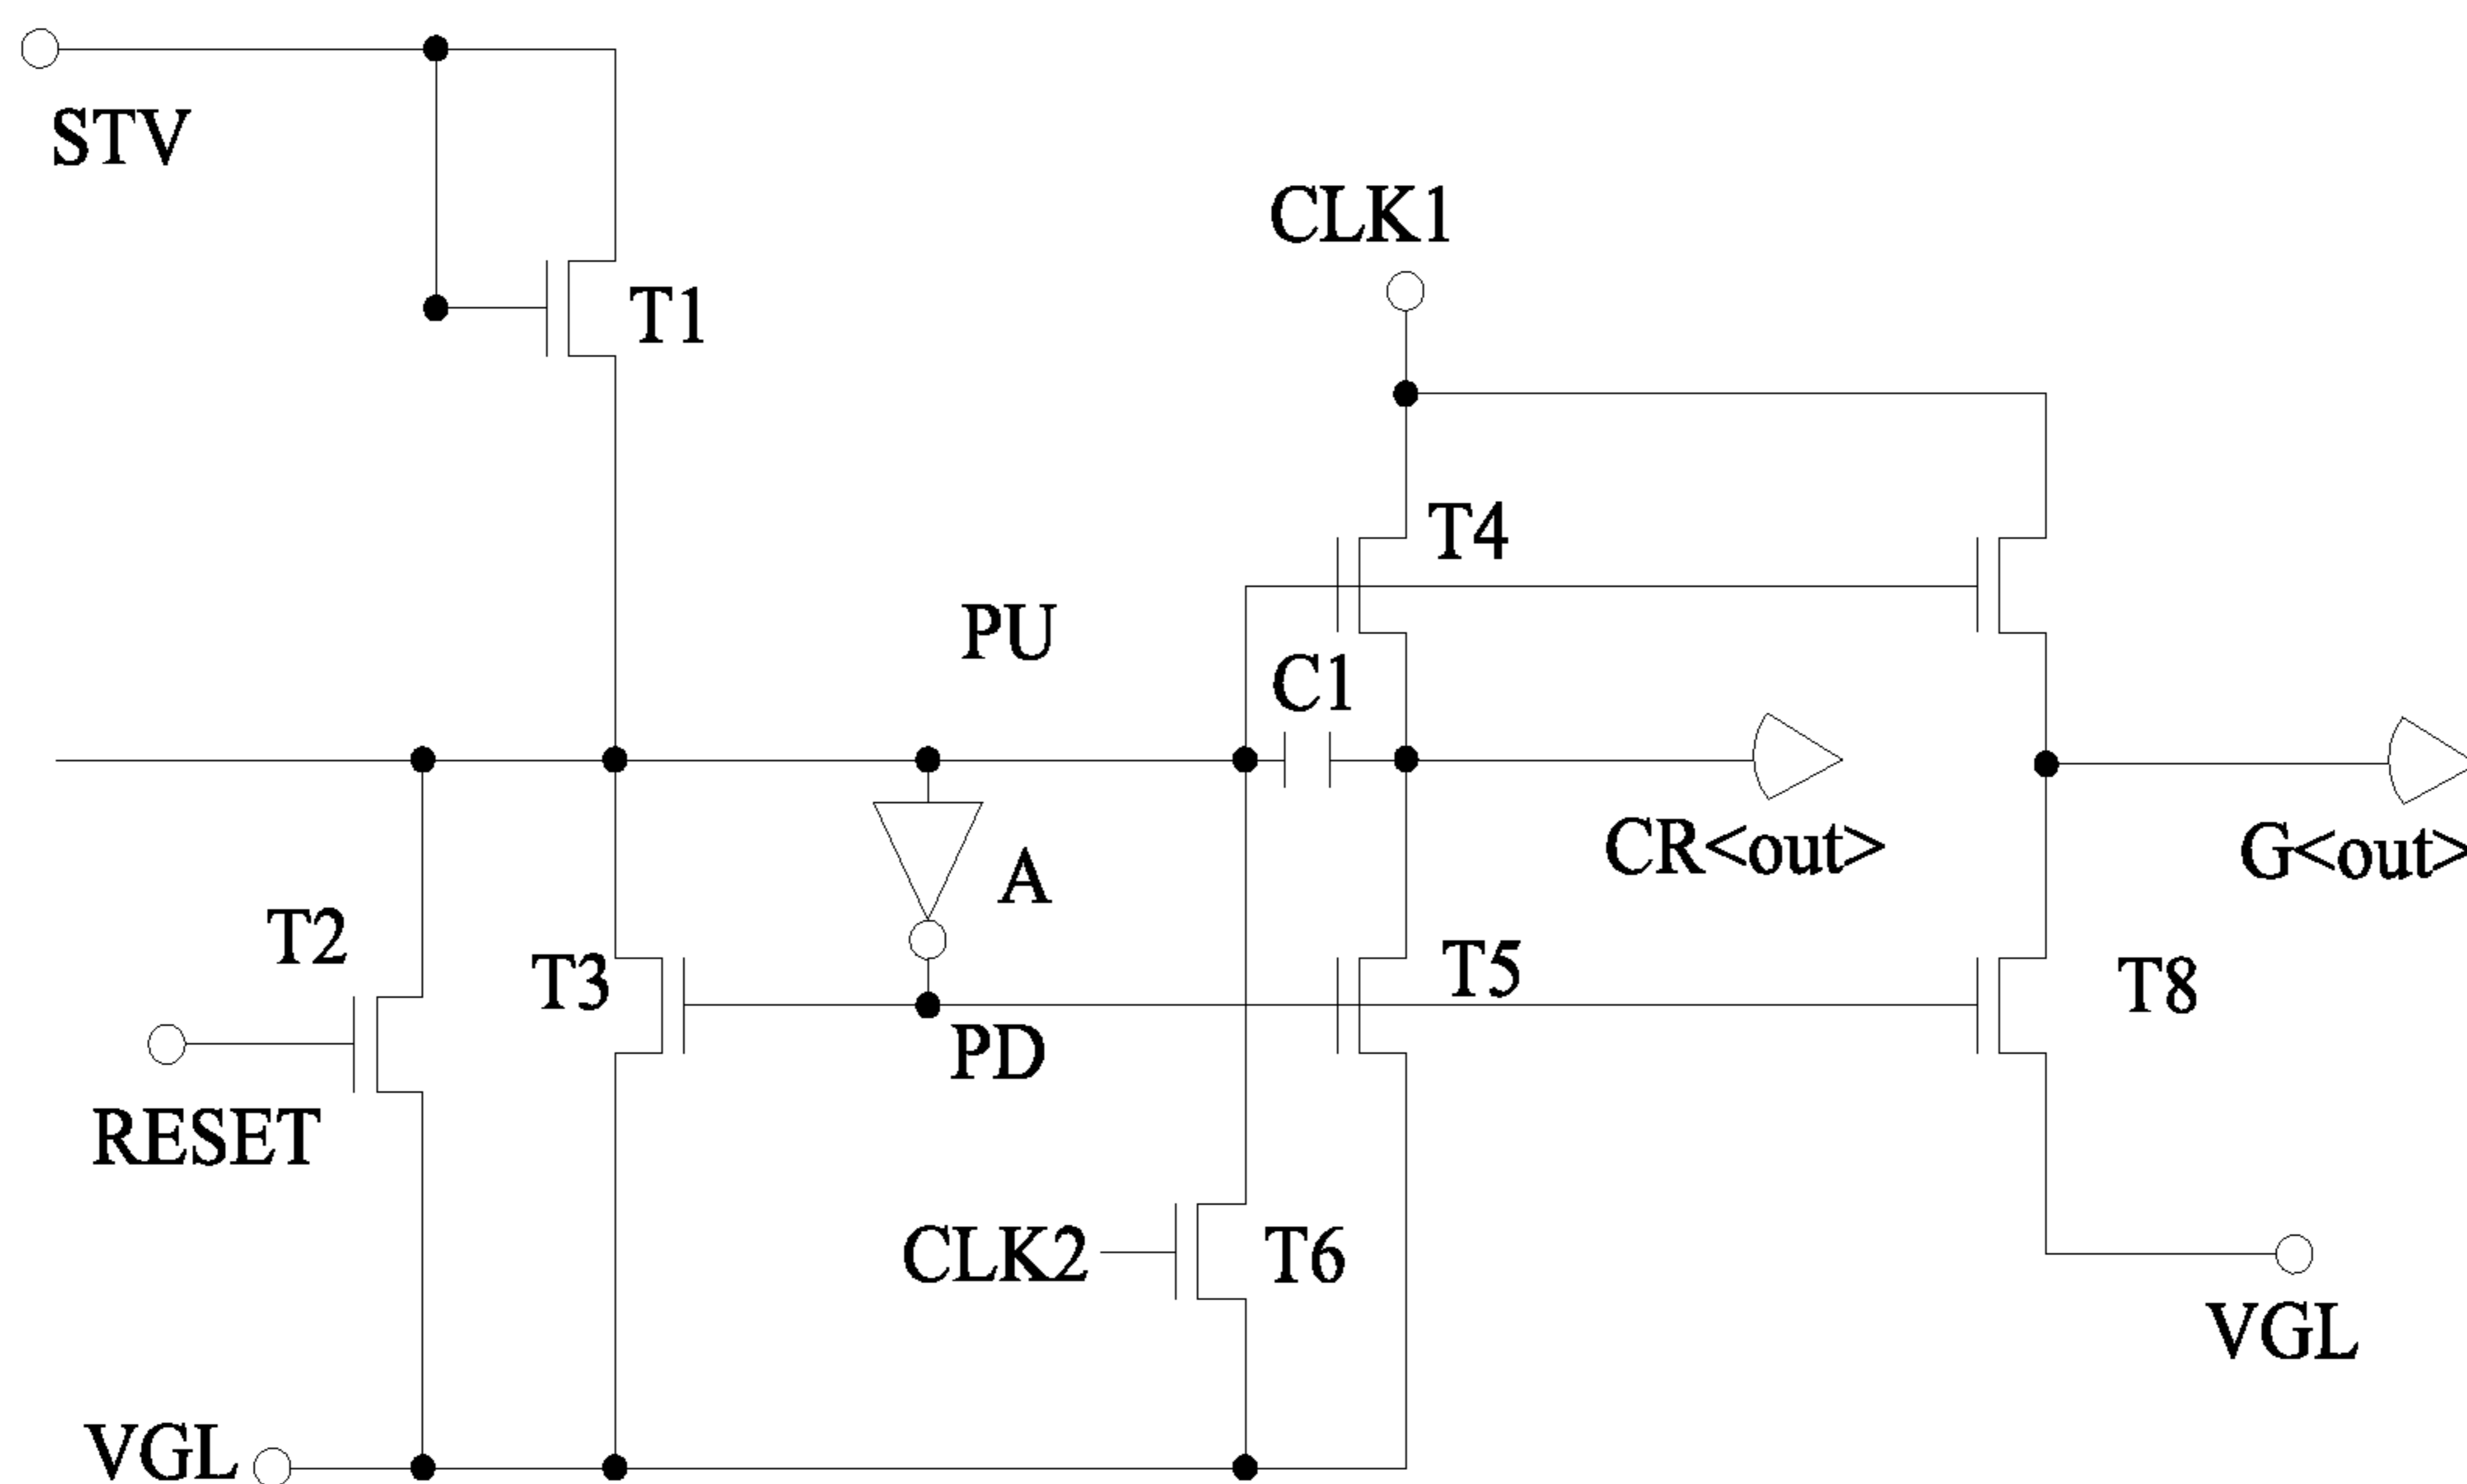 STV
CLK1
T1
T4
PU
C1
CR<out>
G<out>
A
T2
T3
T5
T8
PD
RESET
CLK2
T6
VGL
VGL